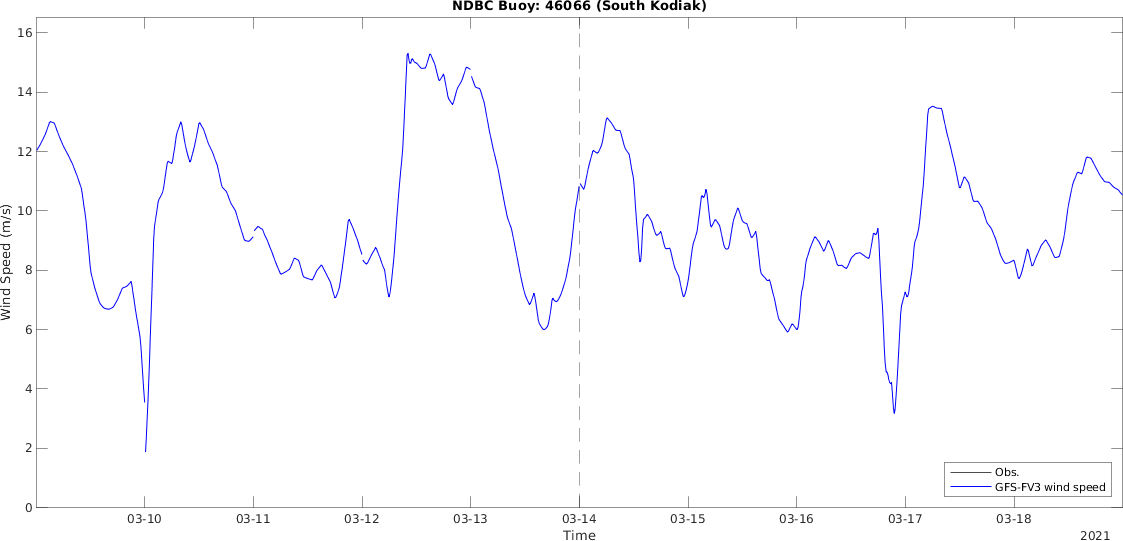 NDBC Buoy: 46066 (South Kodiak)
16
14
12
10
8
6
4
2
0
Wind Speed (m/s)
Obs.
GFS-FV3 wind speed
03-10 03-11 03-12 03-13 03-14 03-15 03-16 03-17 03-18
Time
2021